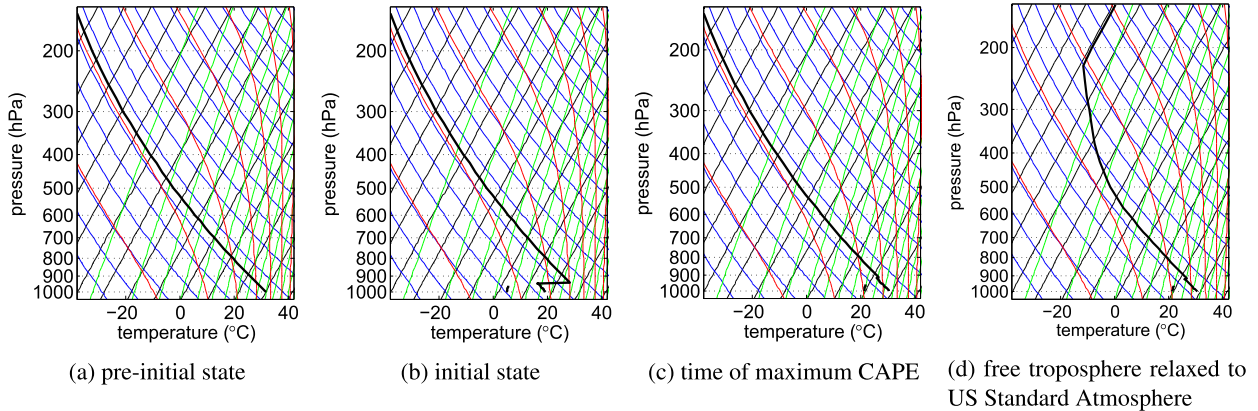 200
300
400
500
600
700
800
900
1000
pressure (hPa)
−20 0 20 40
temperature (°C)
(a) pre-initial state
200
300
400
500
600
700
800
900
1000
pressure (hPa)
−20 0 20 40
temperature (°C)
(b) initial state
200
300
400
500
600
700
800
900
1000
pressure (hPa)
−20 0 20 40
temperature (°C)
(c) time of maximum CAPE
200
300
400
500
600
700
800
900
1000
pressure (hPa)
−20 0 20 40
temperature (°C)
(d) free troposphere relaxed to
US Standard Atmosphere